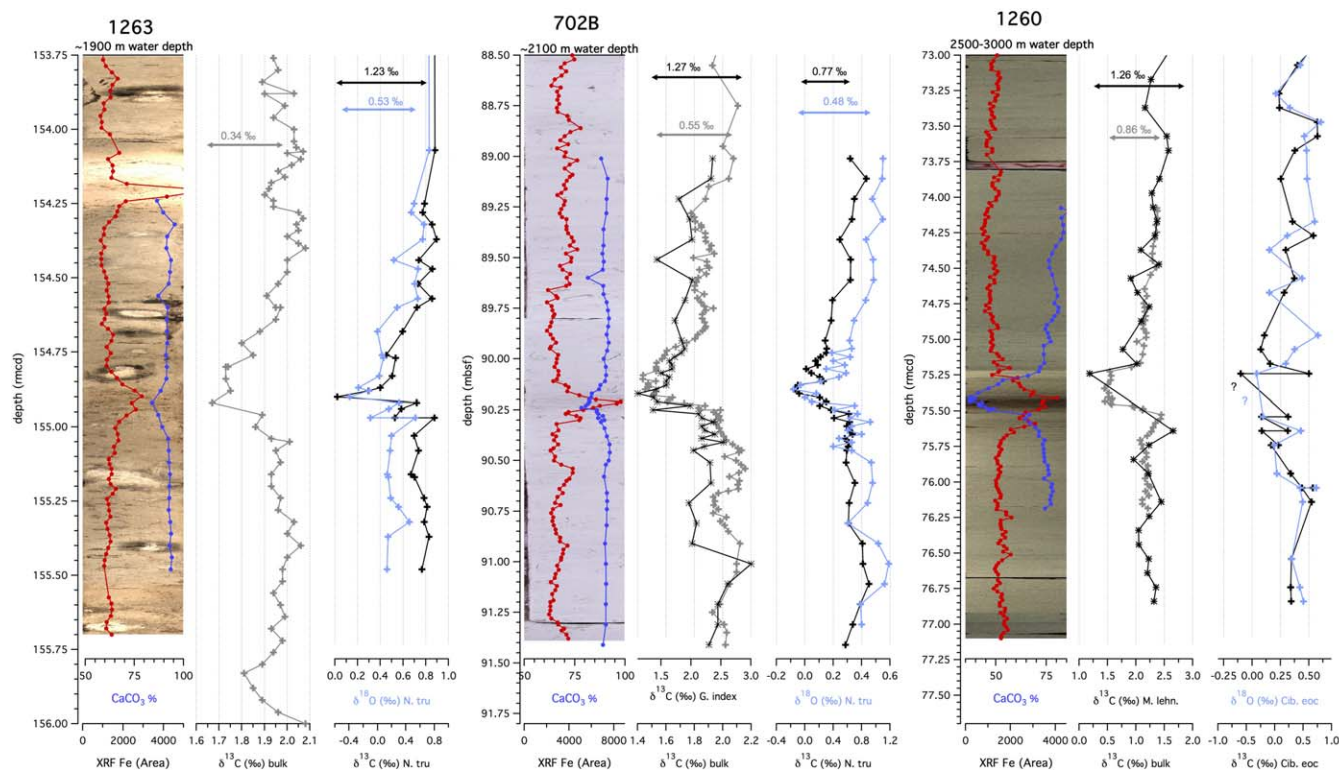 1263
702B
1260
~1900 m water depth
~2100 m water depth
2500-3000 m water depth
153.75
154.00
154.25
154.50
154.75
155.00
155.25
155.50
155.75
156.00
depth (rmcd)
0.34 ‰
1.23 ‰
0.53 ‰
50 75 100
CaCO3 %
0 2000 4000
XRF Fe (Area)
1.6 1.7 1.8 1.9 2.0 2.1
δ13C (‰) bulk
0.0 0.2 0.4 0.6 0.8 1.0
δ18O (‰) N. tru
-0.4 0.0 0.4 0.8
δ13C (‰) N. tru
88.50
88.75
89.00
89.25
89.50
89.75
90.00
90.25
90.50
90.75
91.00
91.25
91.50
91.75
depth (mbsf)
1.27 ‰
0.55 ‰
0.77 ‰
0.48 ‰
50 75 100
CaCO3 %
0 4000 8000
XRF Fe (Area)
1.5 2.0 2.5 3.0
δ13C (‰) G. index
1.4 1.6 1.8 2.0 2.2
δ13C (‰) bulk
-0.4 0.0 0.4 0.8 1.2
δ18O (‰) N. tru
-0.5 0.0 0.5 1.0 1.5
δ13C (‰) N. tru
73.00
73.25
73.50
73.75
74.00
74.25
74.50
74.75
75.00
75.25
75.50
75.75
76.00
76.25
76.50
76.75
77.00
77.25
77.50
depth (rmcd)
1.26 ‰
0.86 ‰
?
?
50 75
CaCO3 %
0 2000 4000
XRF Fe (Area)
1.0 1.5 2.0 2.5 3.0
δ13C (‰) M. lehn.
0.0 1.0 2.0 3.0
δ13C (‰) bulk
-0.5 0.0 0.5
δ18O (‰) Cib. eoc
-1.0 -0.5 0.0 0.5 1.0
δ13C (‰) Cib. eoc